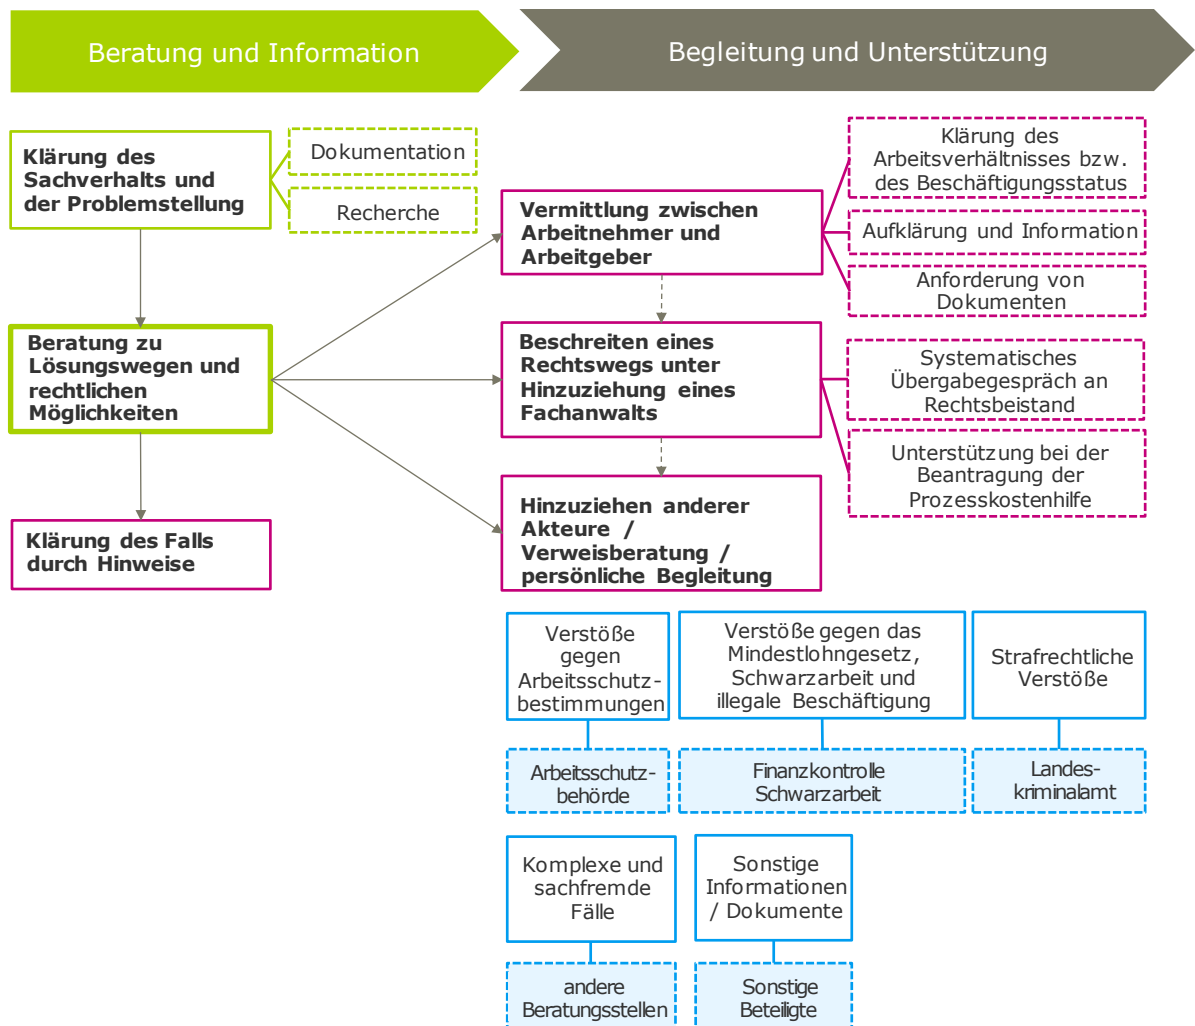 Beratung und Information
Begleitung und Unterstützung
Klärung des
Sachverhalts und
der Problemstellung
Dokumentation
Recherche
Beratung zu
Lösungswegen und
rechtlichen
Möglichkeiten
Klärung des Falls
durch Hinweise
Vermittlung zwischen
Arbeitnehmer und
Arbeitgeber
Klärung des
Arbeitsverhältnisses bzw.
des Beschäftigungsstatus
Aufklärung und Information
Anforderung von
Dokumenten
Beschreiten eines
Rechtswegs unter
Hinzuziehung eines
Fachanwalts
Systematisches
Übergabegespräch an
Rechtsbeistand
Unterstützung bei der
Beantragung der
Prozesskostenhilfe
Hinzuziehen anderer
Akteure /
Verweisberatung /
persönliche Begleitung
Verstöße
gegen
Arbeitsschutz-
bestimmungen
Verstöße gegen das
Mindestlohngesetz,
Schwarzarbeit und
illegale Beschäftigung
Strafrechtliche
Verstöße
Arbeitsschutz-
behörde
Finanzkontrolle
Schwarzarbeit
Landes-
kriminalamt
Komplexe und
sachfremde
Fälle
Sonstige
Informationen
/ Dokumente
andere
Beratungsstellen
Sonstige
Beteiligte